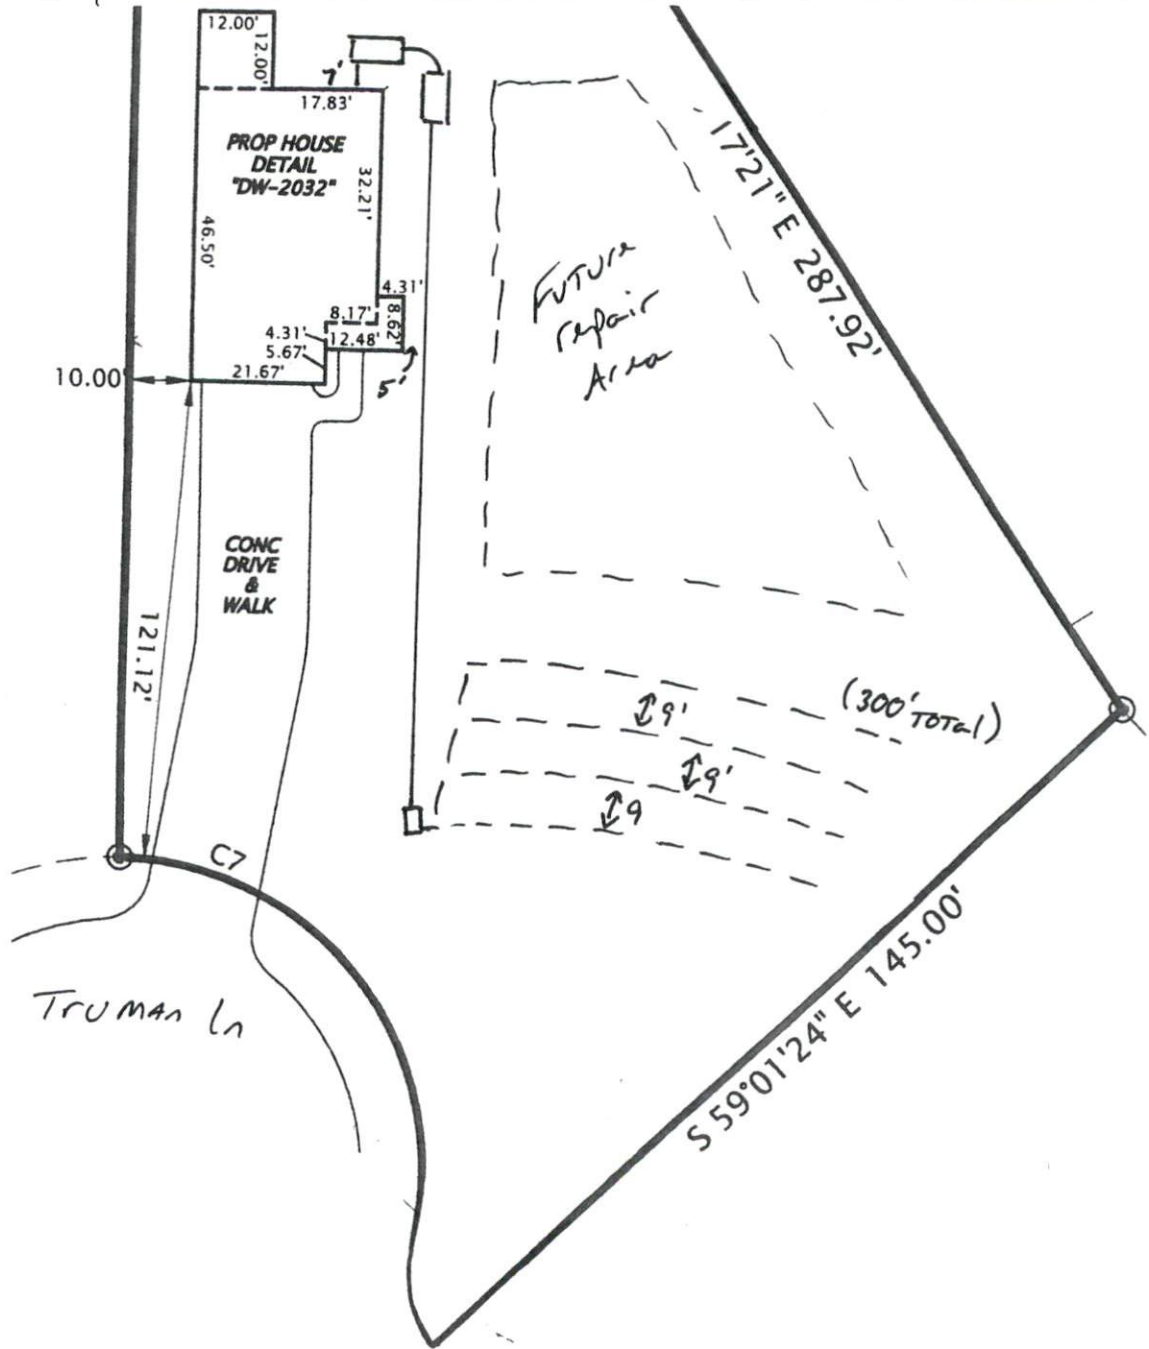 12.00'
12.00'
7'
17.83'
PROP HOUSE
DETAIL
"DW-2032"
32.21'
46.50'
4.31'
8.62'
8.17'
4.31'
12.48'
5.67'
21.67'
5'
10.00'
17'21" E 287.92'
Future
repair
Area
CONC
DRIVE
&
WALK
121.12'
(300' TOTal)
9'
9'
9
C7
S 59°01'24" E 145.00'
Truman Ln